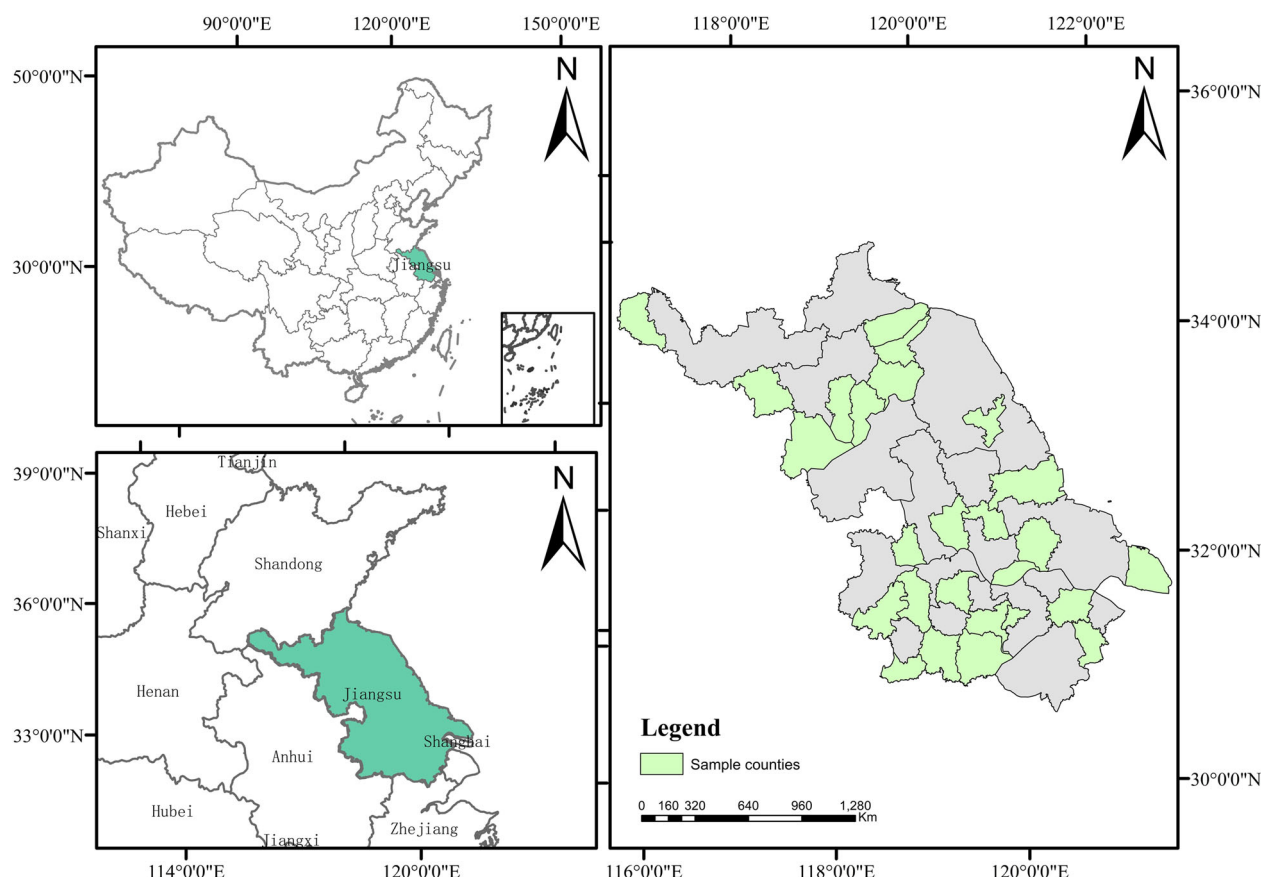 90°0'0"E 120°0'0"E 150°0'0"E
118°0'0"E 120°0'0"E 122°0'0"E
50°0'0"N
N
N
36°0'0"N
30°0'0"N
Jiangsu
34°0'0"N
39°0'0"N
Tianjin
N
Hebei
Shanxi
Shandong
32°0'0"N
36°0'0"N
Henan
Jiangsu
33°0'0"N
Shanghai
Anhui
Legend
Sample counties
30°0'0"N
0 160 320 640 960 1,280
Km
Hubei
Jiangxi
Zhejiang
114°0'0"E 120°0'0"E
116°0'0"E 118°0'0"E 120°0'0"E